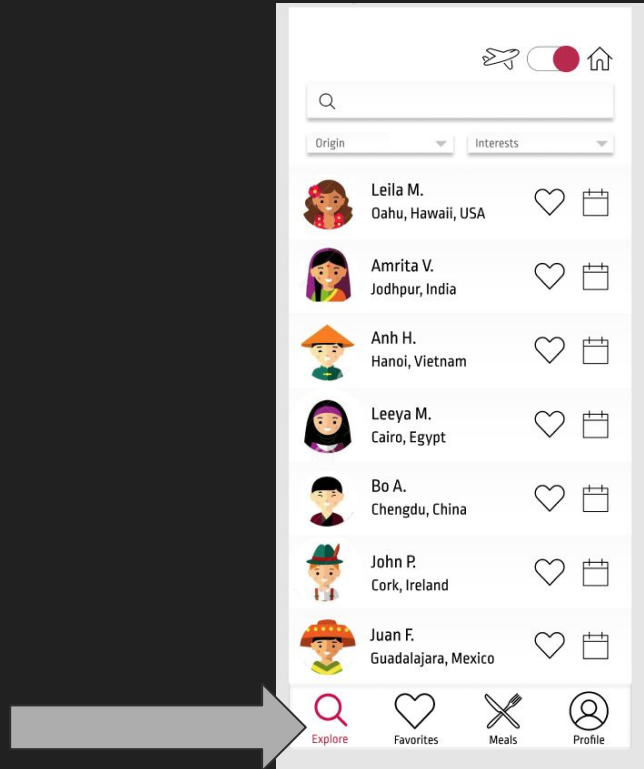 Origin
Interests
Leila M.
Oahu, Hawaii, USA
Amrita V.
Jodhpur, India
Anh H.
Hanoi, Vietnam
Leeya M.
Cairo, Egypt
Bo A.
Chengdu, China
John P.
Cork, Ireland
Juan F.
Guadalajara, Mexico
Explore
Favorites
Meals
Profile